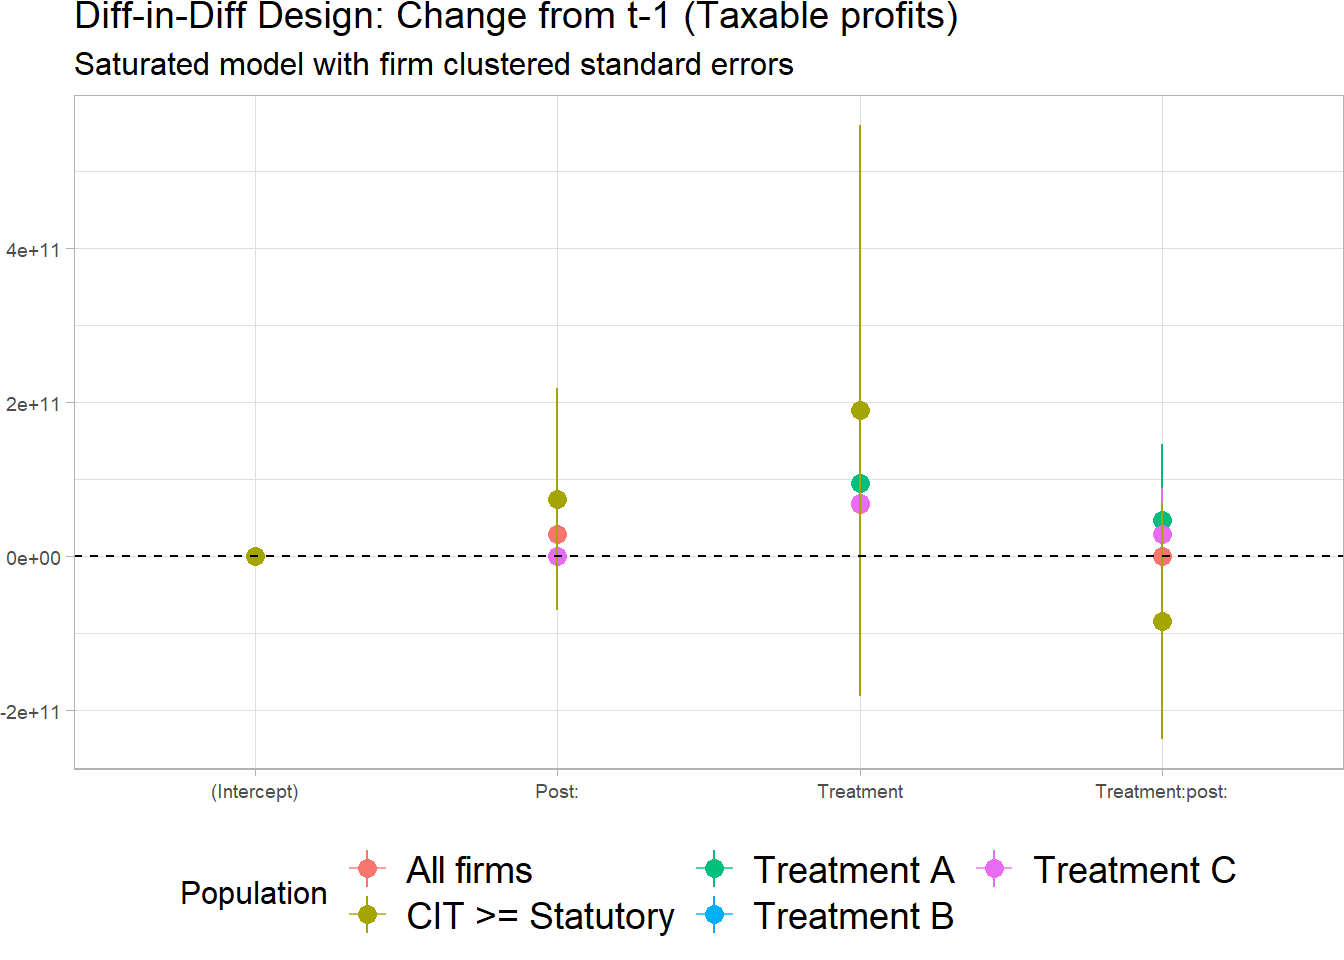 Diff-in-Diff Design: Change from t-1 (Taxable profits)
Saturated model with firm clustered standard errors
4e+11
2e+11
0e+00
-2e+11
(Intercept)
Post:
Treatment
Treatment:post:
Population
All firms
CIT >= Statutory
Treatment A
Treatment B
Treatment C